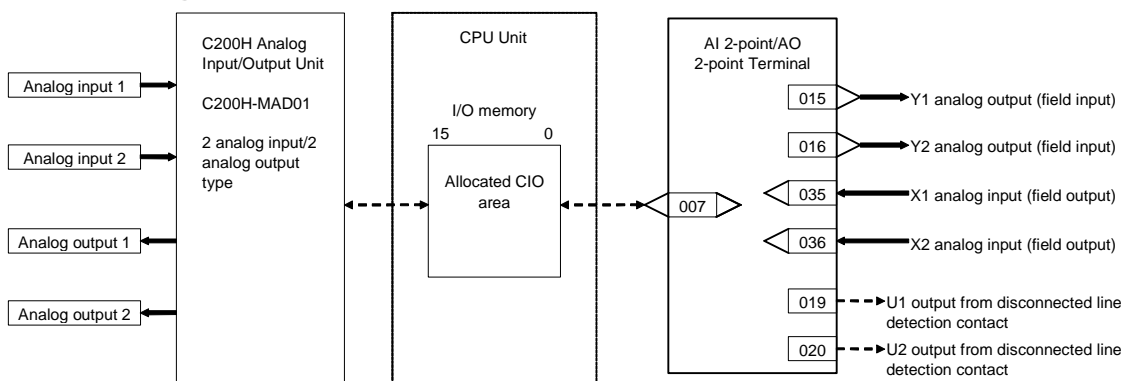 C200H Analog
Input/Output Unit
C200H-MAD01
2 analog input/2
analog output
type
Analog input 1
Analog input 2
Analog output 1
Analog output 2
CPU Unit
I/O memory
15 0
Allocated CIO
area
AI 2-point/AO
2-point Terminal
007
015
Y1 analog output (field input)
016
Y2 analog output (field input)
035
X1 analog input (field output)
036
X2 analog input (field output)
019
U1 output from disconnected line
detection contact
020
U2 output from disconnected line
detection contact